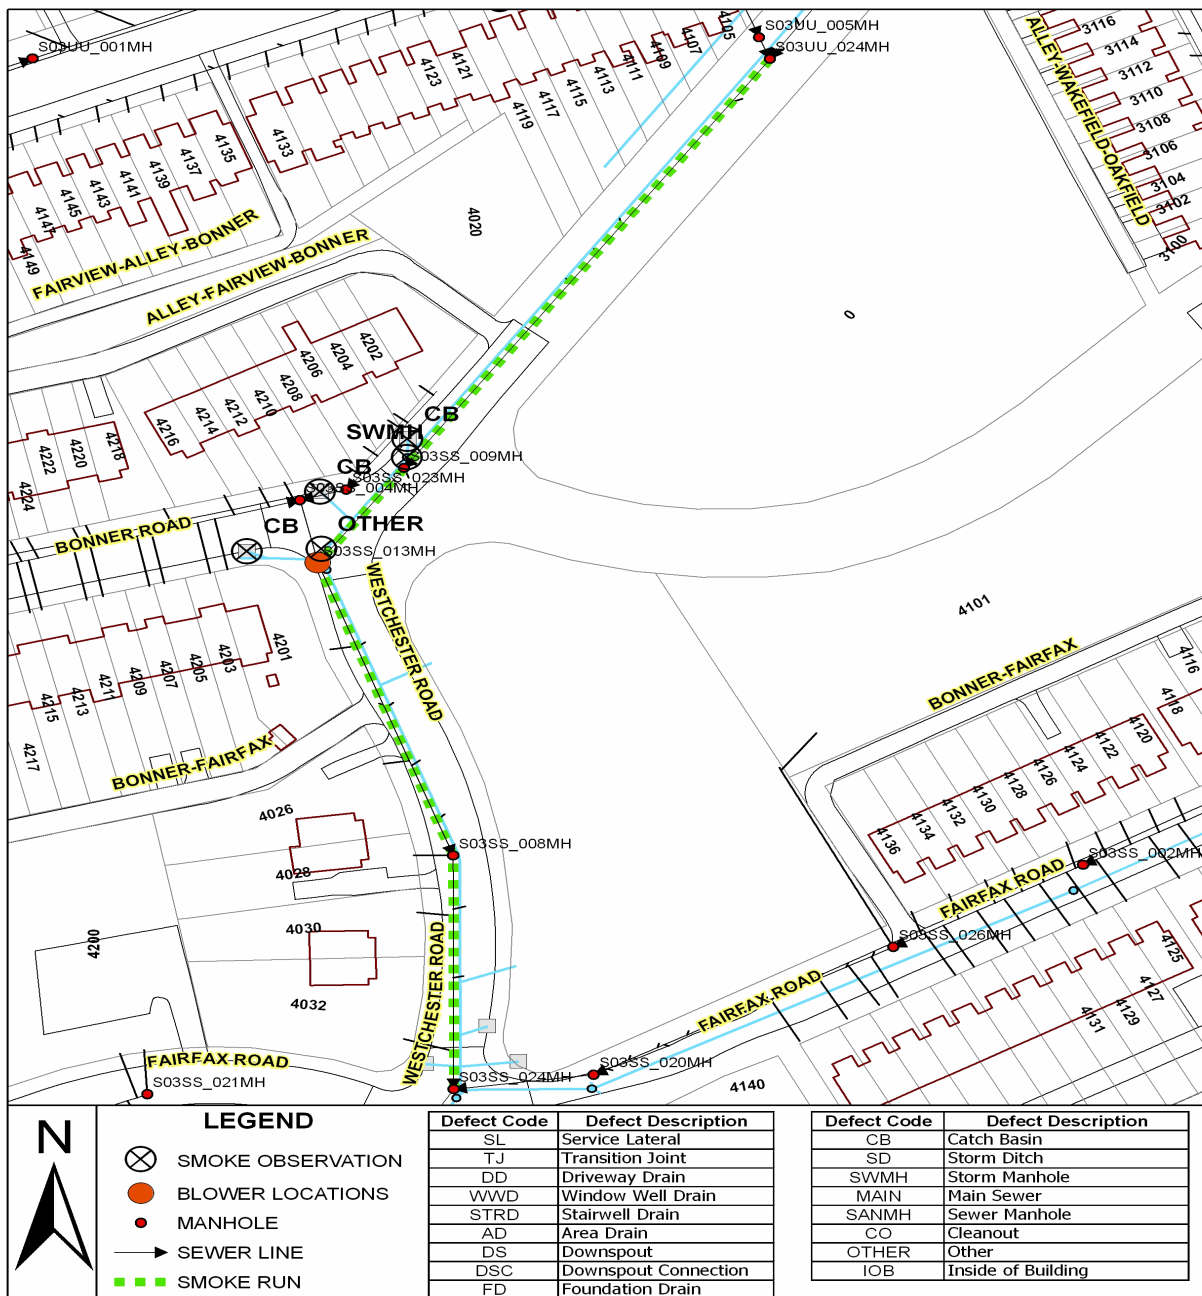 S03UU_001MH
S03UU_005MH
S03UU_024MH
4105
4107
4109
4111
4113
4115
4117
4119
4121
4123
4133
4135
4137
4139
4141
4143
4145
4147
4149
3116
3114
3112
3110
3108
3106
3104
3102
3100
ALLEY-WAKEFIELD-OAKFIELD
FAIRVIEW-ALLEY-BONNER
ALLEY-FAIRVIEW-BONNER
4020
0
4202
4204
4206
4208
4210
4212
4214
4216
4218
4220
4222
4224
CB
SWMH
S03SS_009MH
CB
S03SS_023MH
S03SS_004MH
BONNER ROAD
CB
OTHER
S03SS_013MH
WESTCHESTER ROAD
4101
4201
4203
4205
4207
4209
4211
4213
4215
4217
BONNER-FAIRFAX
BONNER-FAIRFAX
4116
4118
4120
4122
4124
4126
4128
4130
4132
4134
4136
4026
4028
4030
4032
4200
S03SS_008MH
S03SS_002MH
FAIRFAX ROAD
S03SS_026MH
WESTCHESTER ROAD
FAIRFAX ROAD
4125
4127
4129
4131
FAIRFAX ROAD
S03SS_021MH
S03SS_024MH
S03SS_020MH
4140
N
LEGEND
SMOKE OBSERVATION
BLOWER LOCATIONS
MANHOLE
SEWER LINE
SMOKE RUN
Defect Code Defect Description
SL Service Lateral
TJ Transition Joint
DD Driveway Drain
WWD Window Well Drain
STRD Stairwell Drain
AD Area Drain
DS Downspout
DSC Downspout Connection
FD Foundation Drain
Defect Code Defect Description
CB Catch Basin
SD Storm Ditch
SWMH Storm Manhole
MAIN Main Sewer
SANMH Sewer Manhole
CO Cleanout
OTHER Other
IOB Inside of Building